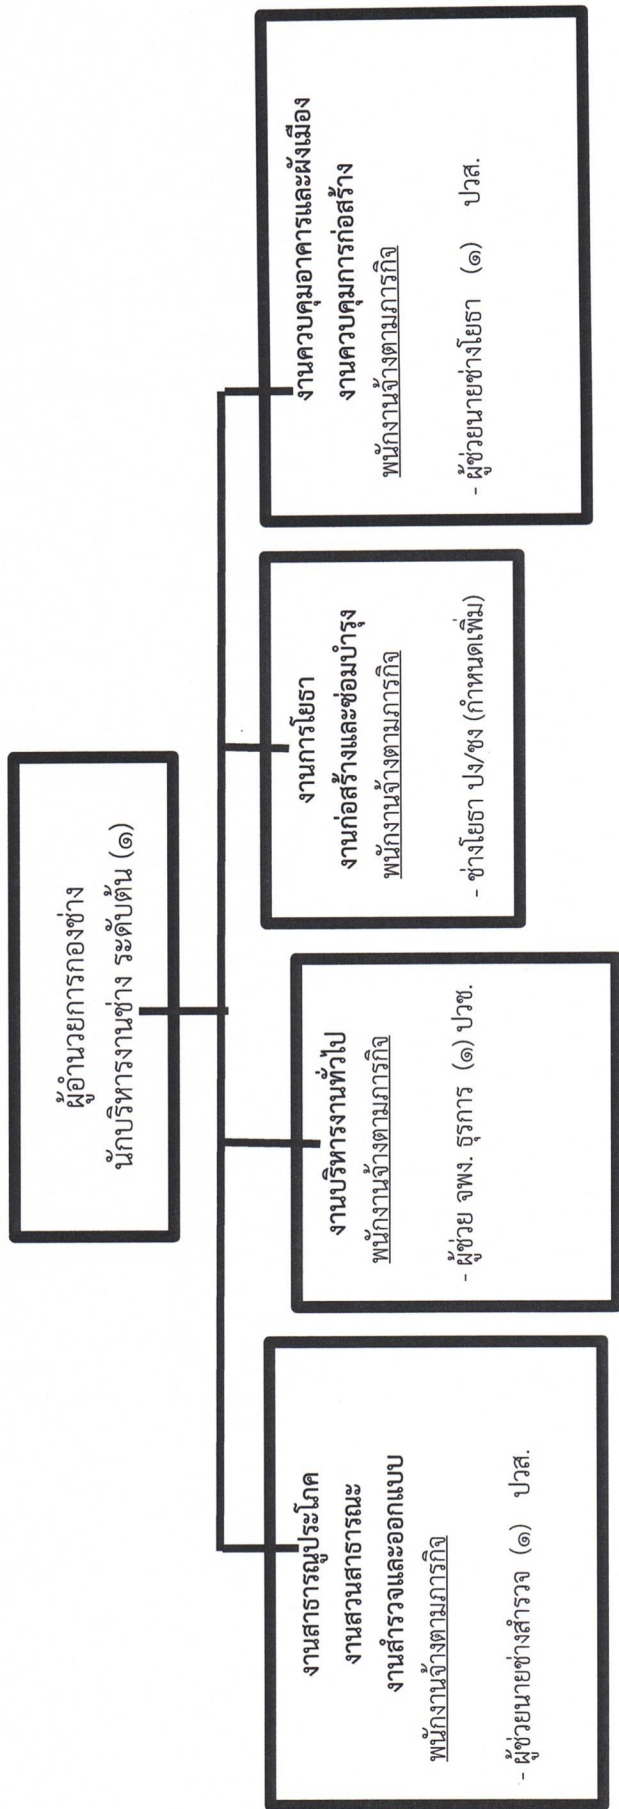 ผู้อำนวยการกองช่าง
นักบริหารงานช่าง ระดับต้น (๑)
งานสาธารณูประโภค
งานสวนสาธารณะ
งานสำรวจและออกแบบ
พนักงานจ้างตามภารกิจ
- ผู้ช่วยนายช่างสำรวจ (๑) ปวส.
งานบริหารงานทั่วไป
พนักงานจ้างตามภารกิจ
- ผู้ช่วย จพง. ธุรการ (๑) ปวช.
งานการโยธา
งานก่อสร้างและซ่อมบำรุง
พนักงานจ้างตามภารกิจ
- ช่างโยธา ปง/ชง (กำหนดเพิ่ม)
งานควบคุมอาคารและผังเมือง
งานควบคุมการก่อสร้าง
พนักงานจ้างตามภารกิจ
- ผู้ช่วยนายช่างโยธา (๑) ปวส.